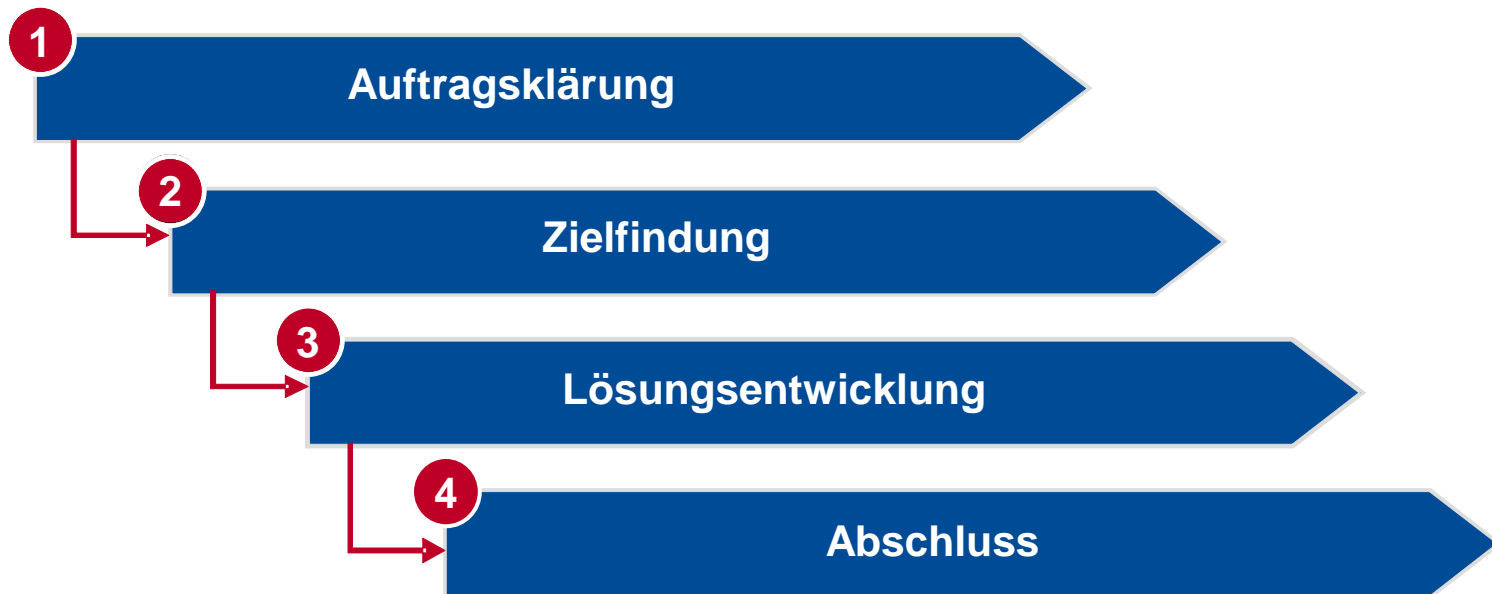 1
Auftragsklärung
2
Zielfindung
3
Lösungsentwicklung
4
Abschluss